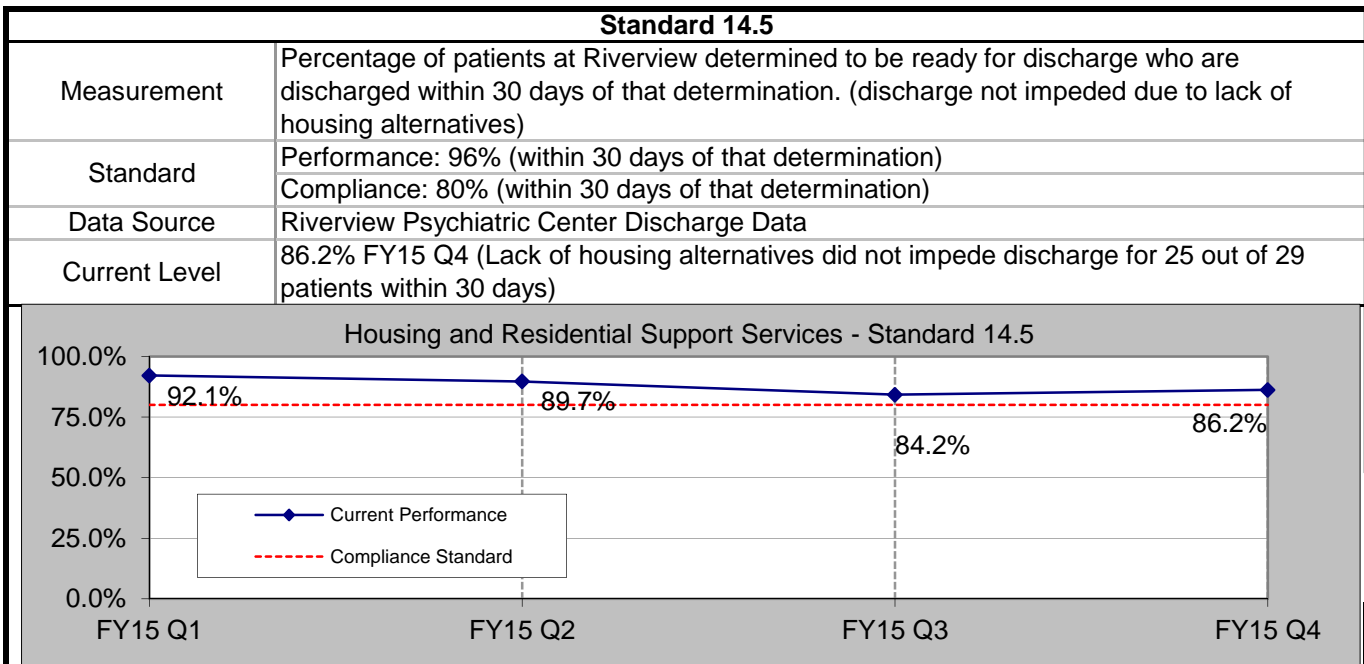 Standard 14.5
Measurement
Percentage of patients at Riverview determined to be ready for discharge who are
discharged within 30 days of that determination. (discharge not impeded due to lack of
housing alternatives)
Standard
Performance: 96% (within 30 days of that determination)
Compliance: 80% (within 30 days of that determination)
Data Source
Riverview Psychiatric Center Discharge Data
Current Level
86.2% FY15 Q4 (Lack of housing alternatives did not impede discharge for 25 out of 29
patients within 30 days)
Housing and Residential Support Services - Standard 14.5
100.0%
75.0%
50.0%
25.0%
0.0%
92.1%
89.7%
84.2%
86.2%
Current Performance
Compliance Standard
FY15 Q1
FY15 Q2
FY15 Q3
FY15 Q4